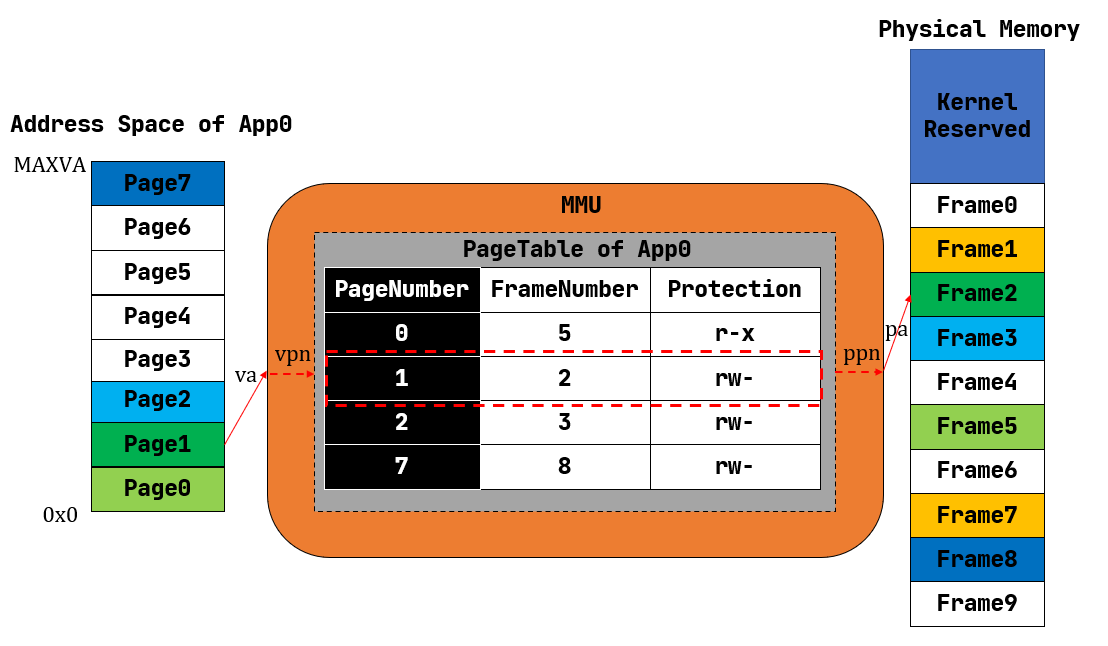 Physical Memory
Kernel
Reserved
Address Space of App0
MAXVA
Page7
Page6
Page5
Page4
Page3
Page2
Page1
Page0
0x0
va
vpn
MMU
PageTable of App0
PageNumber FrameNumber Protection
0 5 r-x
1 2 rw-
2 3 rw-
7 8 rw-
ppn
pa
Frame0
Frame1
Frame2
Frame3
Frame4
Frame5
Frame6
Frame7
Frame8
Frame9